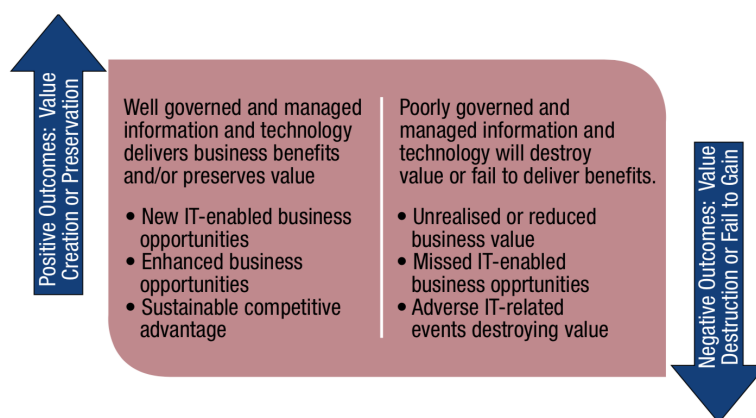 Positive Outcomes: Value
Creation or Preservation
Well governed and managed
information and technology
delivers business benefits
and/or preserves value
• New IT-enabled business
opportunities
• Enhanced business
opportunities
• Sustainable competitive
advantage
Poorly governed and
managed information and
technology will destroy
value or fail to deliver benefits.
• Unrealised or reduced
business value
• Missed IT-enabled
business opprtunities
• Adverse IT-related
events destroying value
Negative Outcomes: Value
Destruction or Fail to Gain